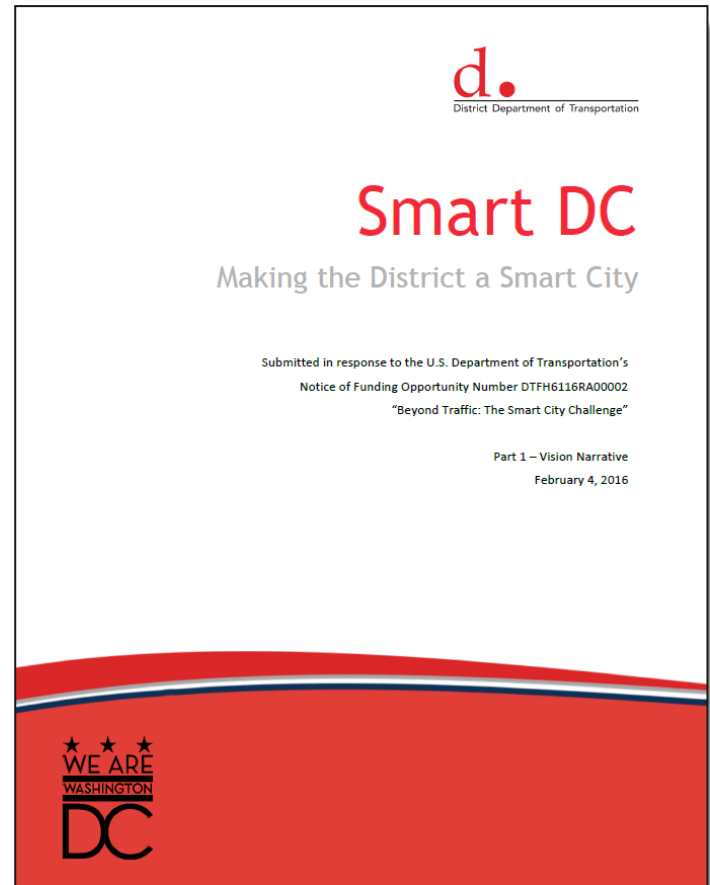 d.
District Department of Transportation
Smart DC
Making the District a Smart City
Submitted in response to the U.S. Department of Transportation’s
Notice of Funding Opportunity Number DTFH6116RA00002
“Beyond Traffic: The Smart City Challenge”
Part 1 – Vision Narrative
February 4, 2016
WE ARE
WASHINGTON
DC